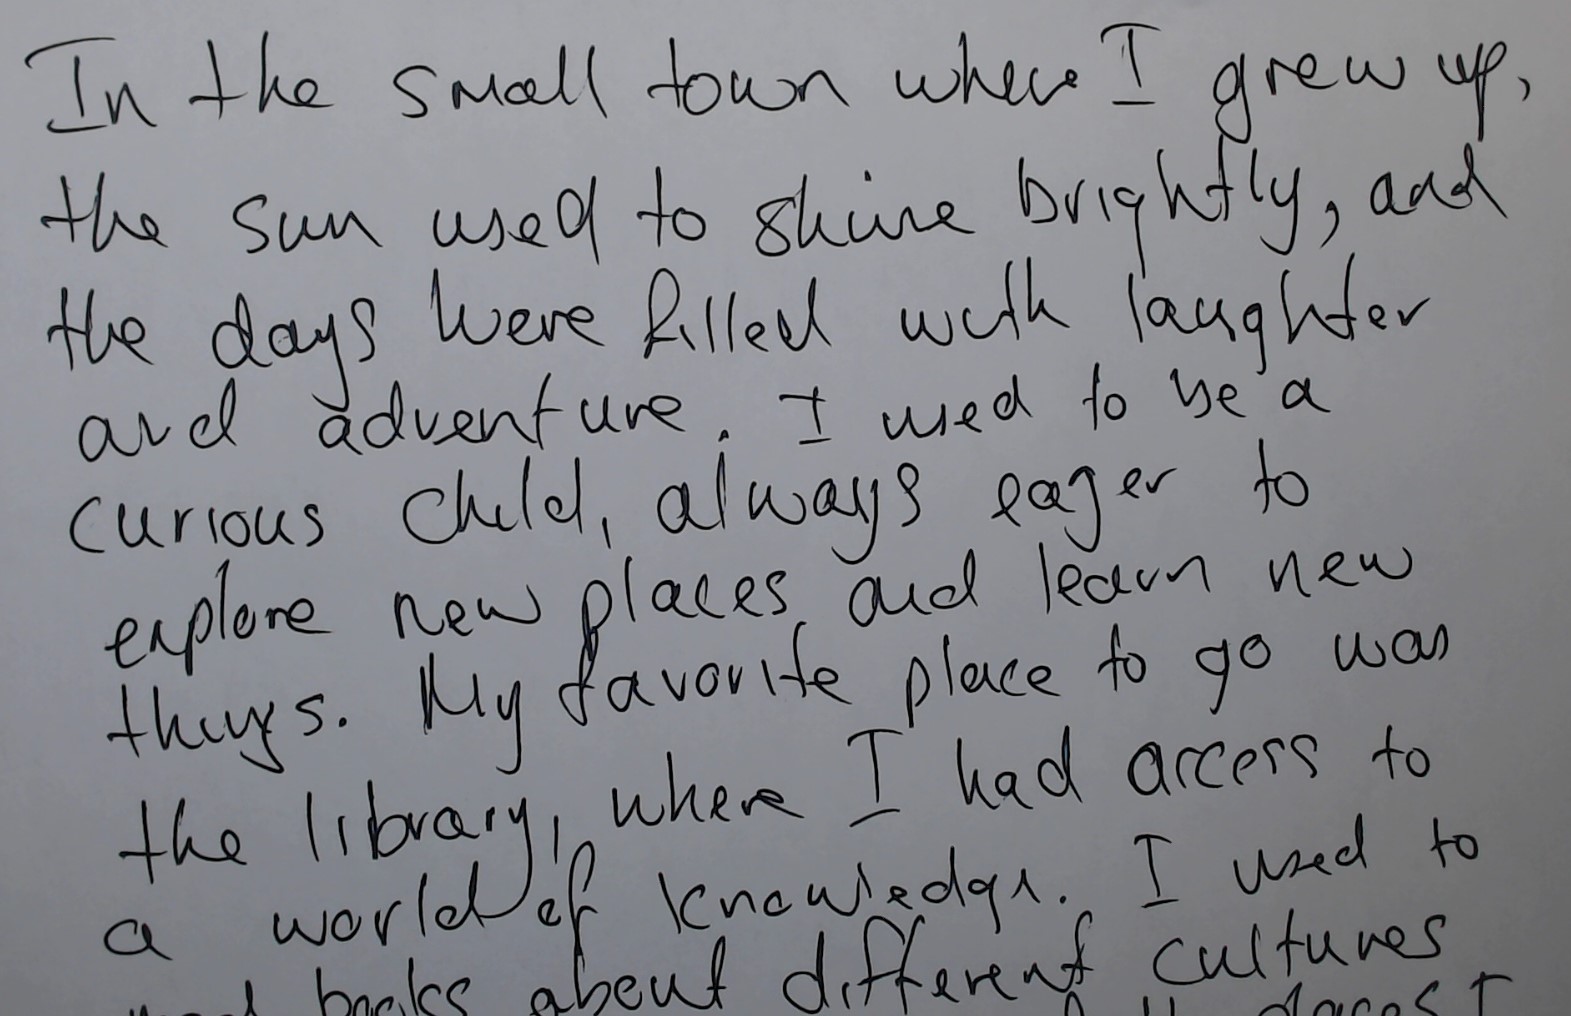 In the small town where I grew up,
the sun used to shine brightly, and
the days were filled with laughter
and adventure. I used to be a
curious child, always eager to
explore new places and learn new
things. My favorite place to go was
the library, where I had access to
a world of knowledge. I used to
read books about different cultures
places I